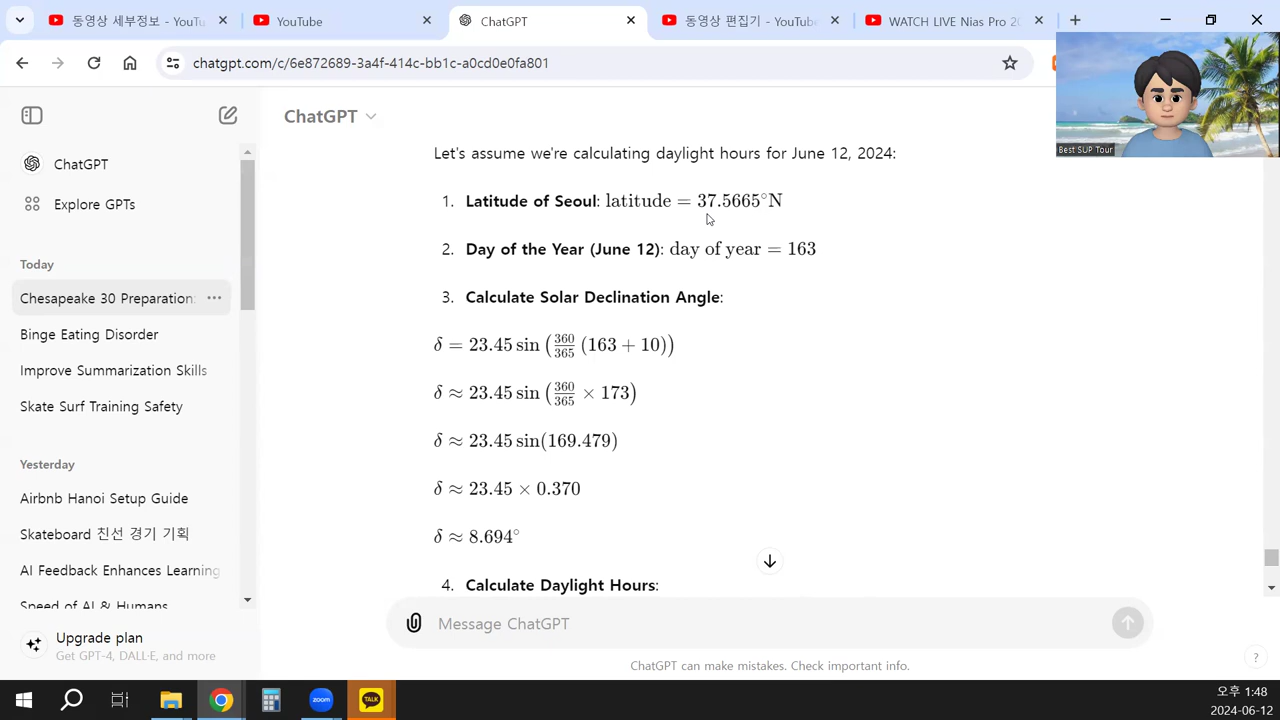 동영상 세부정보 - YouTu
YouTube
ChatGPT
동영상 편집기 - YouTube
WATCH LIVE Nias Pro 20
chatgpt.com/c/6e872689-3a4f-414c-bb1c-a0cd0e0fa801
Best SUP Tour
ChatGPT
Explore GPTs
Today
Chesapeake 30 Preparation
Binge Eating Disorder
Improve Summarization Skills
Skate Surf Training Safety
Yesterday
Airbnb Hanoi Setup Guide
Skateboard 친선 경기 기획
AI Feedback Enhances Learning
Speed of AI & Humans
Upgrade plan
Get GPT-4, DALL·E, and more
ChatGPT
Let's assume we're calculating daylight hours for June 12, 2024:
1. Latitude of Seoul: latitude = 37.5665°N
2. Day of the Year (June 12): day of year = 163
3. Calculate Solar Declination Angle:
δ = 23.45 sin (360/365 (163 + 10))
δ ≈ 23.45 sin (360/365 × 173)
δ ≈ 23.45 sin(169.479)
δ ≈ 23.45 × 0.370
δ ≈ 8.694°
4. Calculate Daylight Hours:
Message ChatGPT
ChatGPT can make mistakes. Check important info.
?
zoom
TALK
오후 1:48
2024-06-12